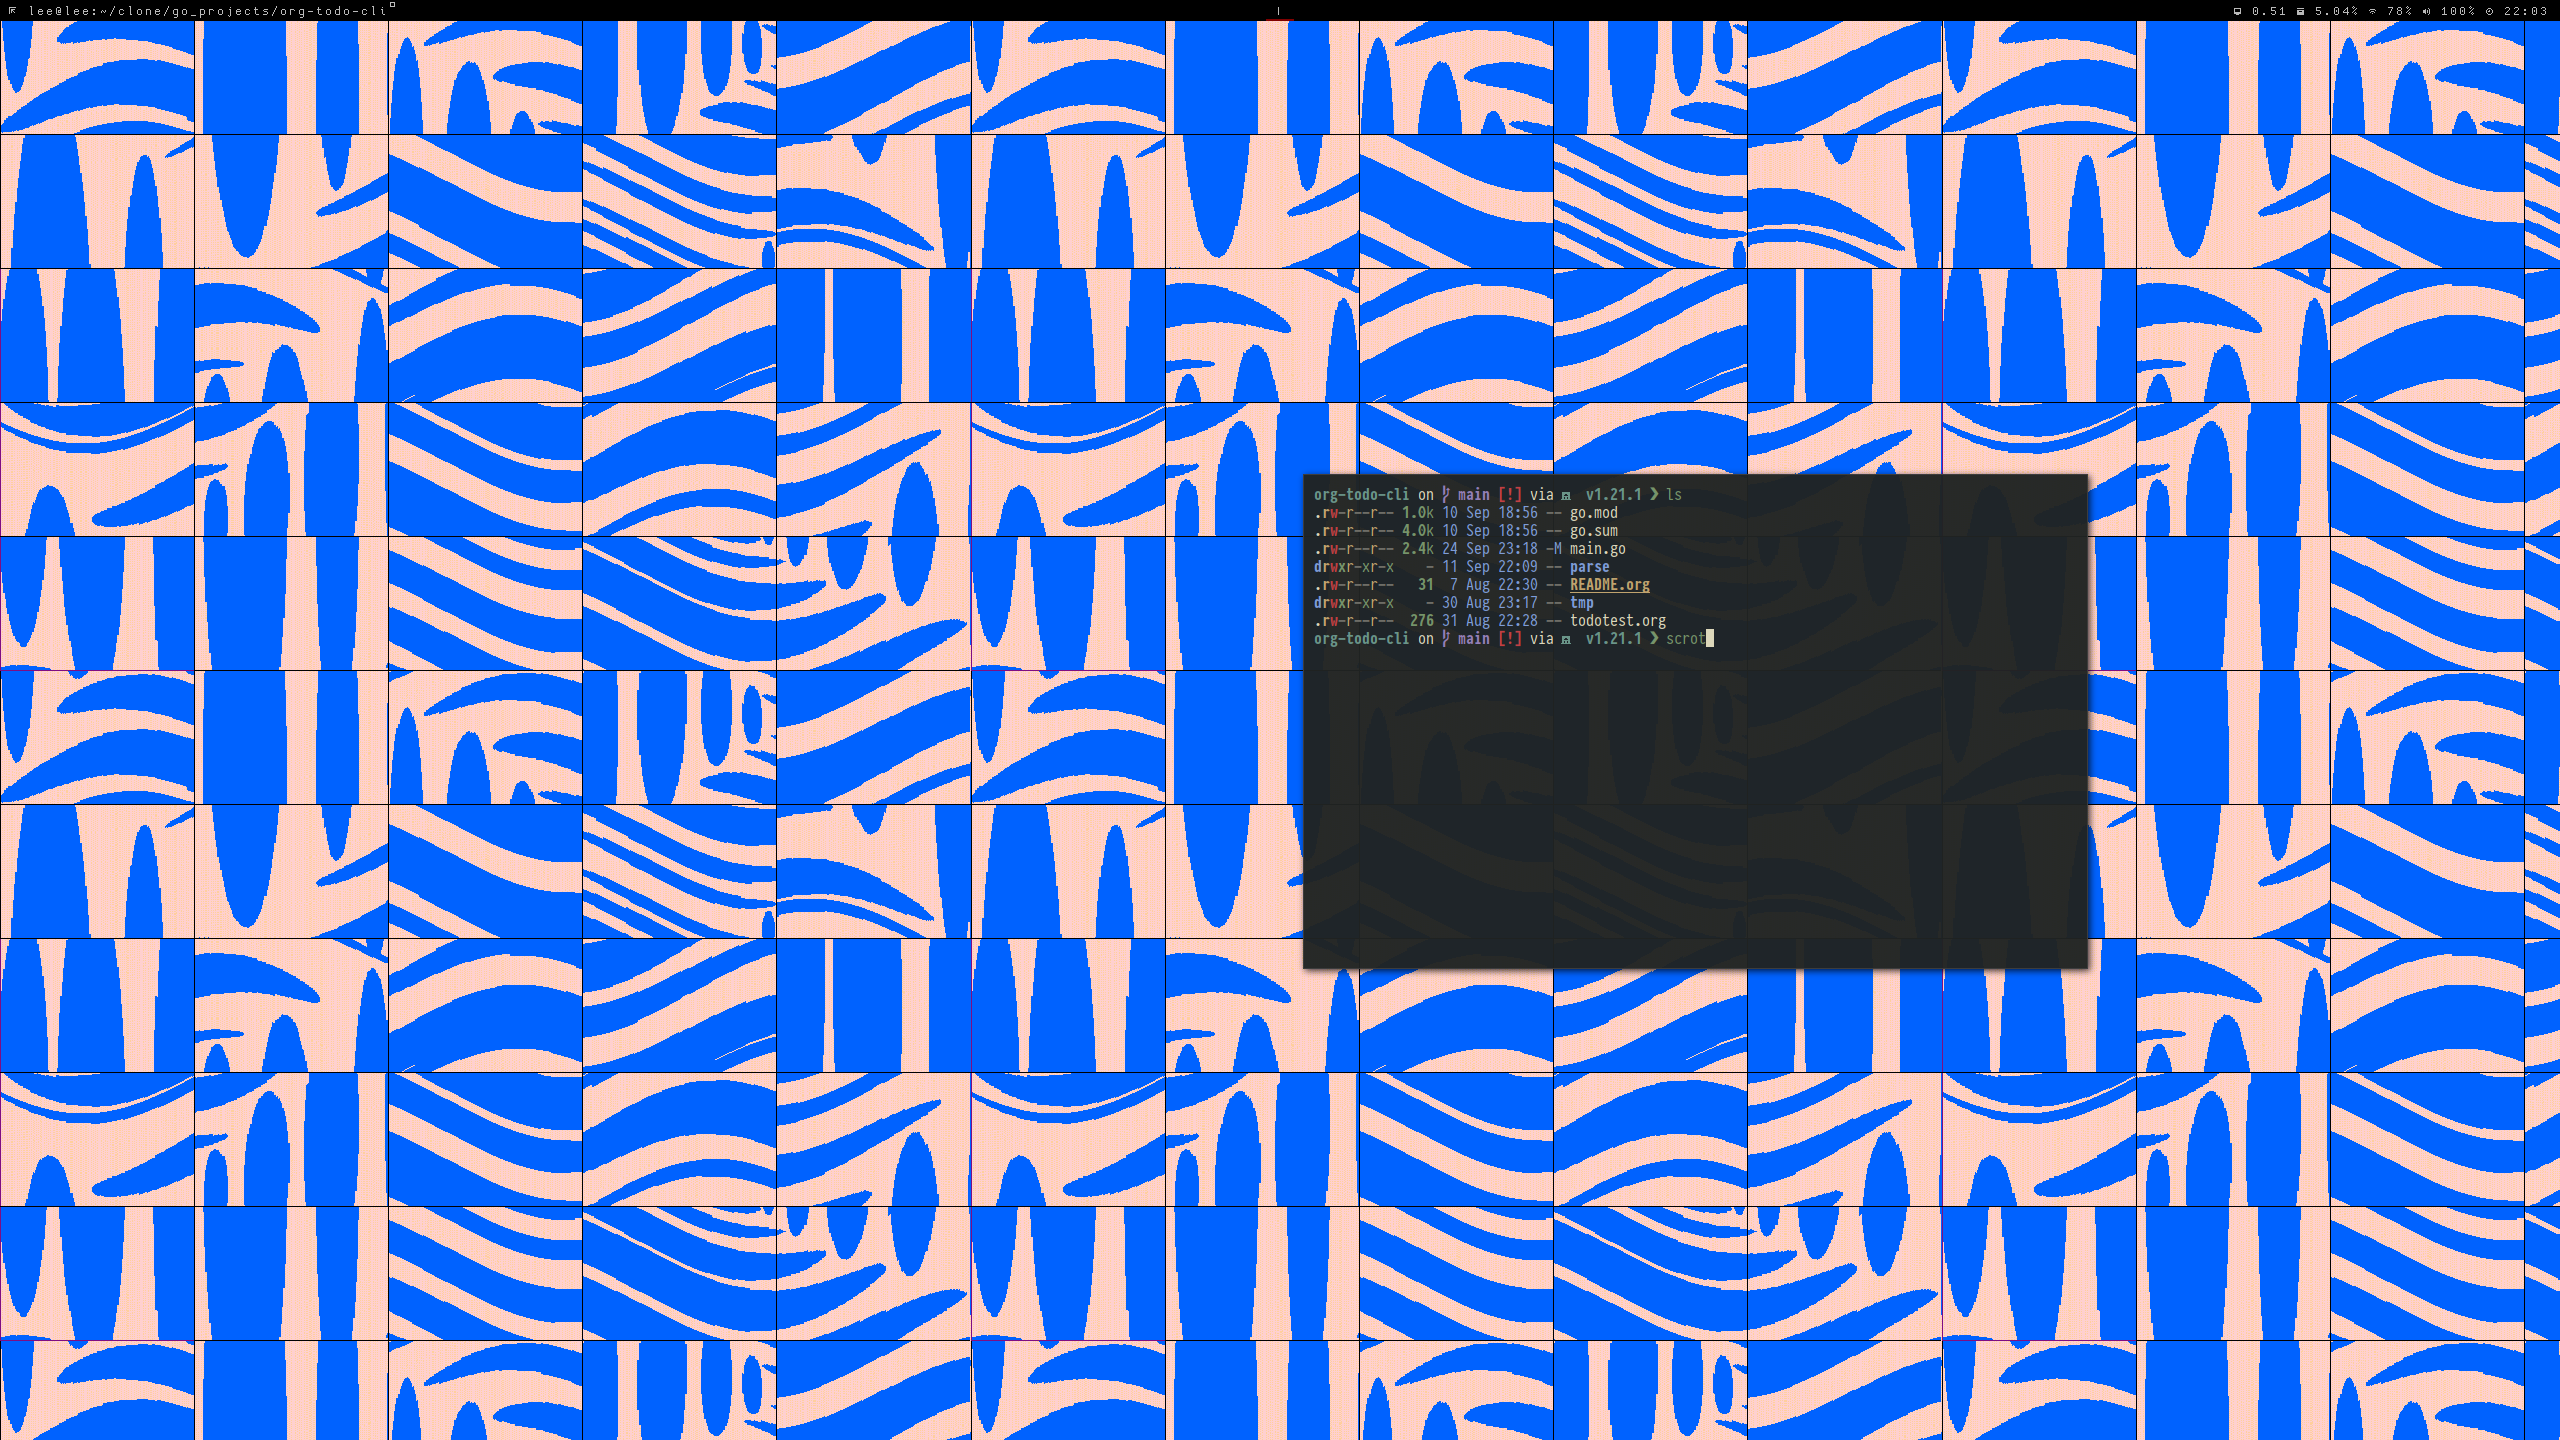 lee@lee:~/clone/go_projects/org-todo-cli
0.51 5.04% 78% 100% 22:03
org-todo-cli on main [!] via v1.21.1 ❯ ls
.rw-r--r-- 1.0k 10 Sep 18:56 -- go.mod
.rw-r--r-- 4.0k 10 Sep 18:56 -- go.sum
.rw-r--r-- 2.4k 24 Sep 23:18 -M main.go
drwxr-xr-x - 11 Sep 22:09 -- parse
.rw-r--r-- 31 7 Aug 22:30 -- README.org
drwxr-xr-x - 30 Aug 23:17 -- tmp
.rw-r--r-- 276 31 Aug 22:28 -- todotest.org
org-todo-cli on main [!] via v1.21.1 ❯ scrot